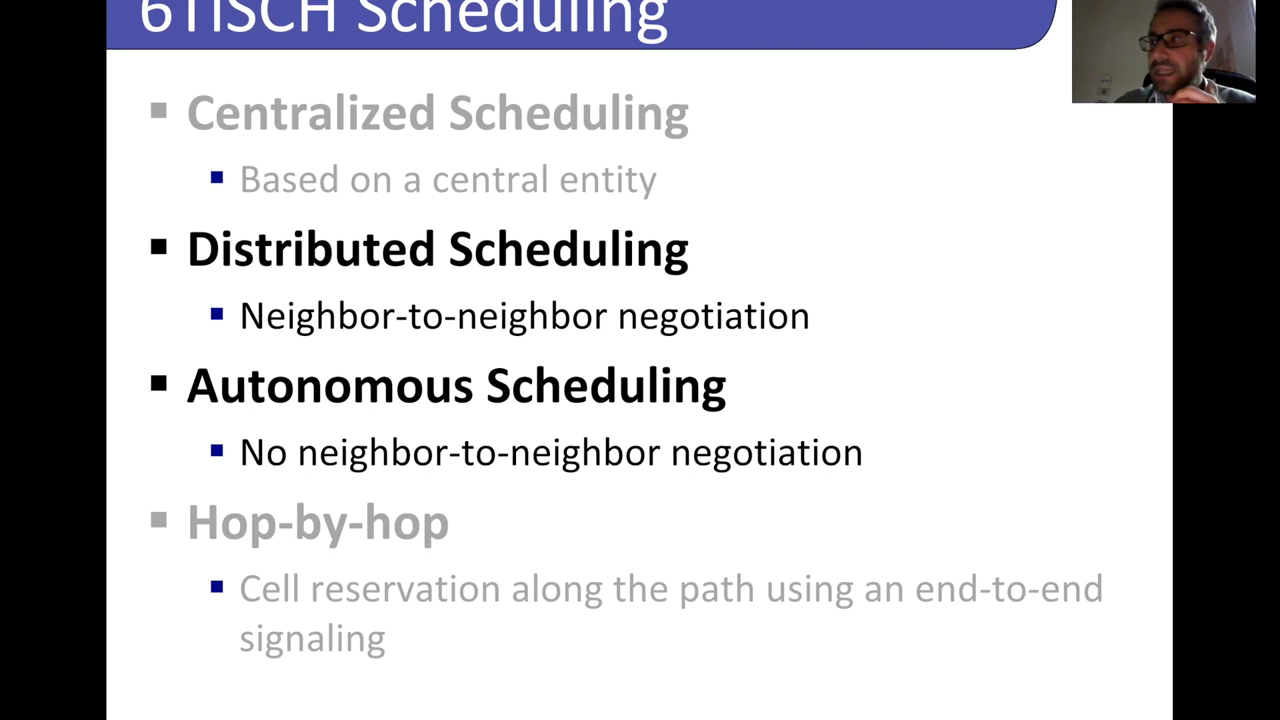 6TiSCH Scheduling
Centralized Scheduling
Based on a central entity
Distributed Scheduling
Neighbor-to-neighbor negotiation
Autonomous Scheduling
No neighbor-to-neighbor negotiation
Hop-by-hop
Cell reservation along the path using an end-to-end
signaling